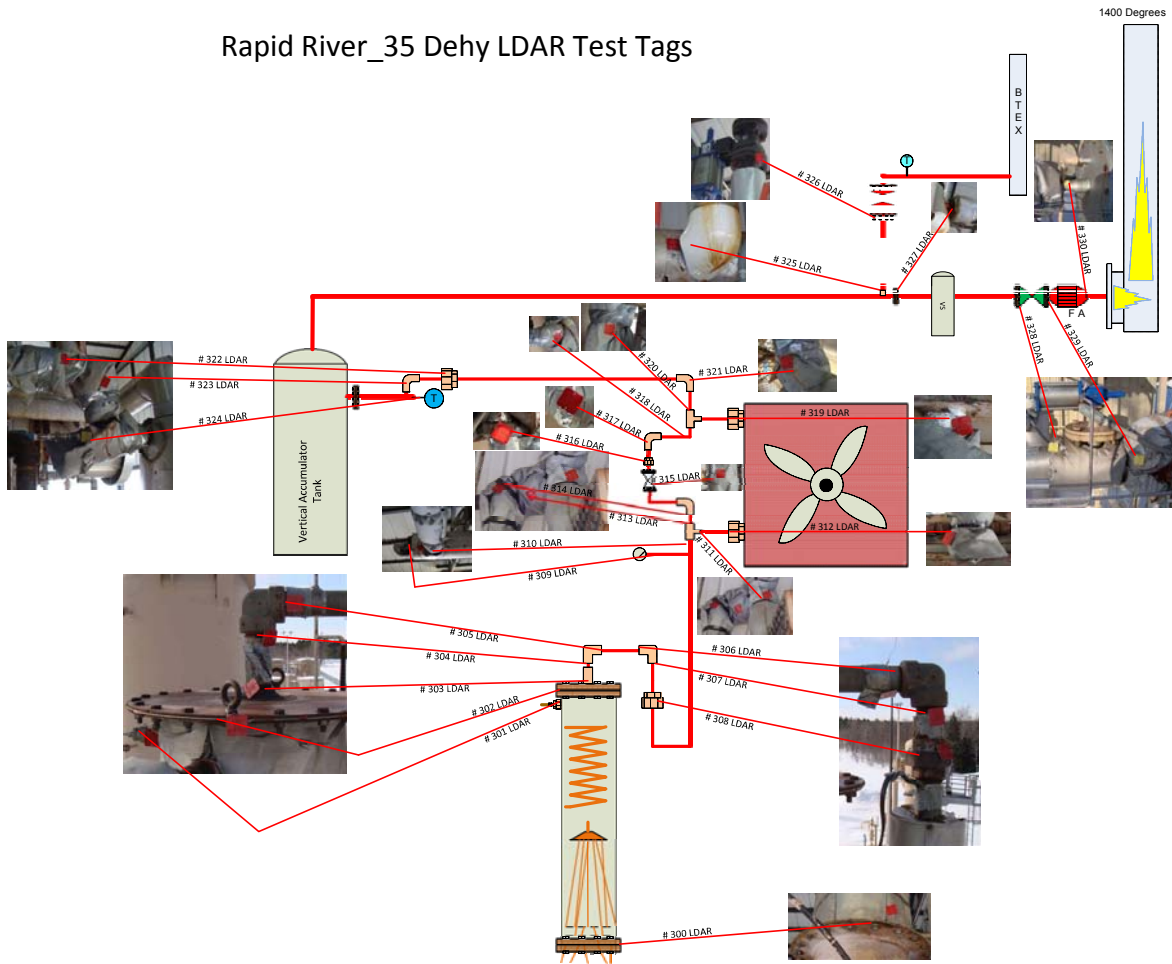 1400 Degrees
Rapid River_35 Dehy LDAR Test Tags
B
T
E
X
T
# 326 LDAR
# 325 LDAR
# 327 LDAR
# 330 LDAR
VS
F A
# 328 LDAR
# 329 LDAR
# 322 LDAR
# 323 LDAR
# 324 LDAR
T
Vertical Accumulator
Tank
# 320 LDAR
# 321 LDAR
# 318 LDAR
# 319 LDAR
# 317 LDAR
# 316 LDAR
# 315 LDAR
# 314 LDAR
# 313 LDAR
# 312 LDAR
# 311 LDAR
# 310 LDAR
# 309 LDAR
# 305 LDAR
# 304 LDAR
# 303 LDAR
# 302 LDAR
# 301 LDAR
# 306 LDAR
# 307 LDAR
# 308 LDAR
# 300 LDAR